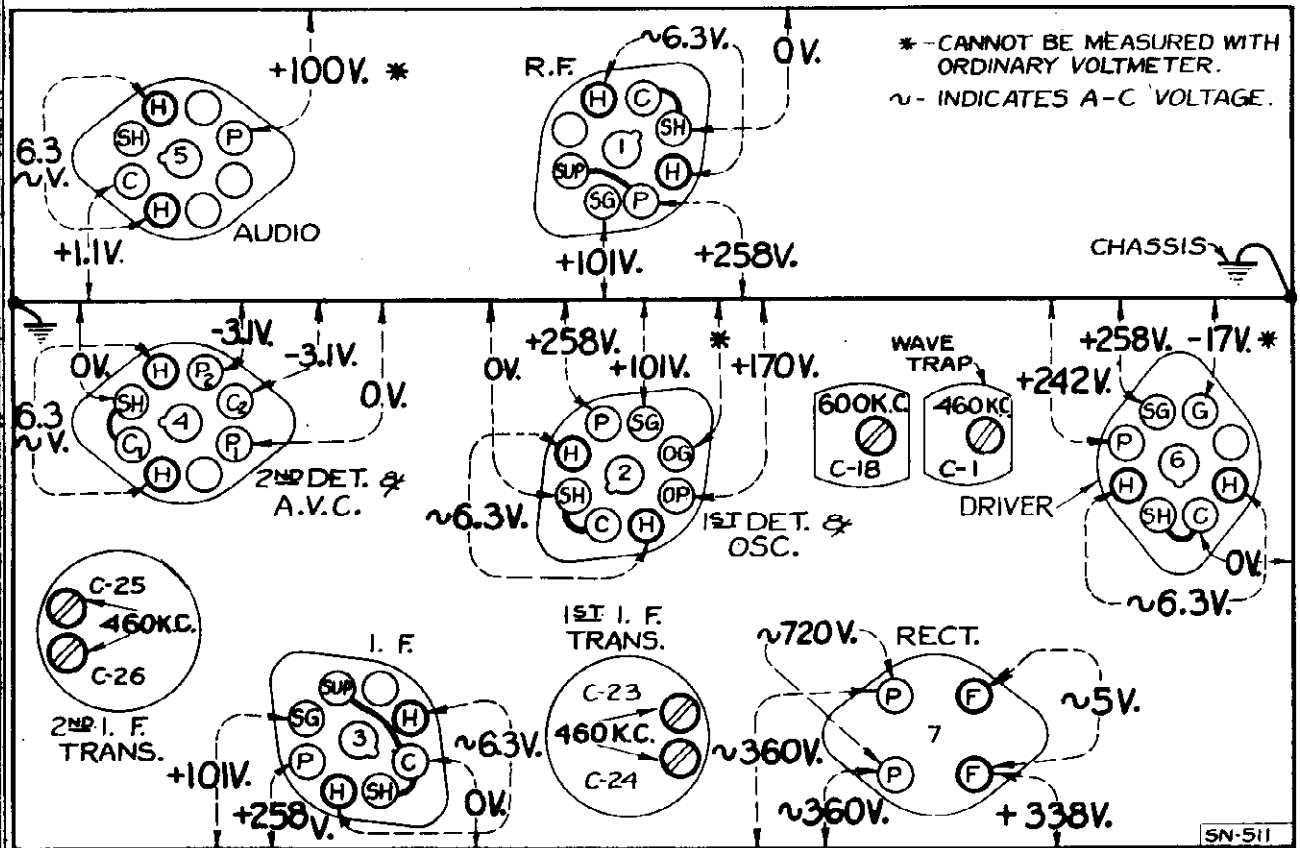 * - CANNOT BE MEASURED WITH
ORDINARY VOLTMETER.
~ - INDICATES A-C VOLTAGE.
+100V. *
H
SH
P
5
C
H
6.3
~V.
AUDIO
+1.1V.
R.F.
~6.3V.
0V.
H
C
SH
1
SUP
H
SG
P
+101V.
+258V.
CHASSIS
-3.1V.
-3.1V.
0V.
0V.
H
P2
SH
C2
4
C1
P1
H
6.3
~V.
2ND DET. &
A.V.C.
0V.
+258V.
+101V.
*
+170V.
P
SG
H
OG
2
SH
OP
C
H
~6.3V.
1ST DET. &
OSC.
WAVE
TRAP
600K.C.
C-18
460KC.
C-1
+258V.
-17V. *
+242V.
SG
G
P
6
H
H
SH
C
DRIVER
0V.
~6.3V.
C-25
460K.C.
C-26
2ND. I. F.
TRANS.
I. F.
SUP
SG
H
3
P
C
H
SH
+101V.
+258V.
~6.3V.
0V.
1ST I. F.
TRANS.
C-23
460K.C.
C-24
~720V.
RECT.
P
F
7
P
F
~5V.
~360V.
~360V.
+338V.
SN-511